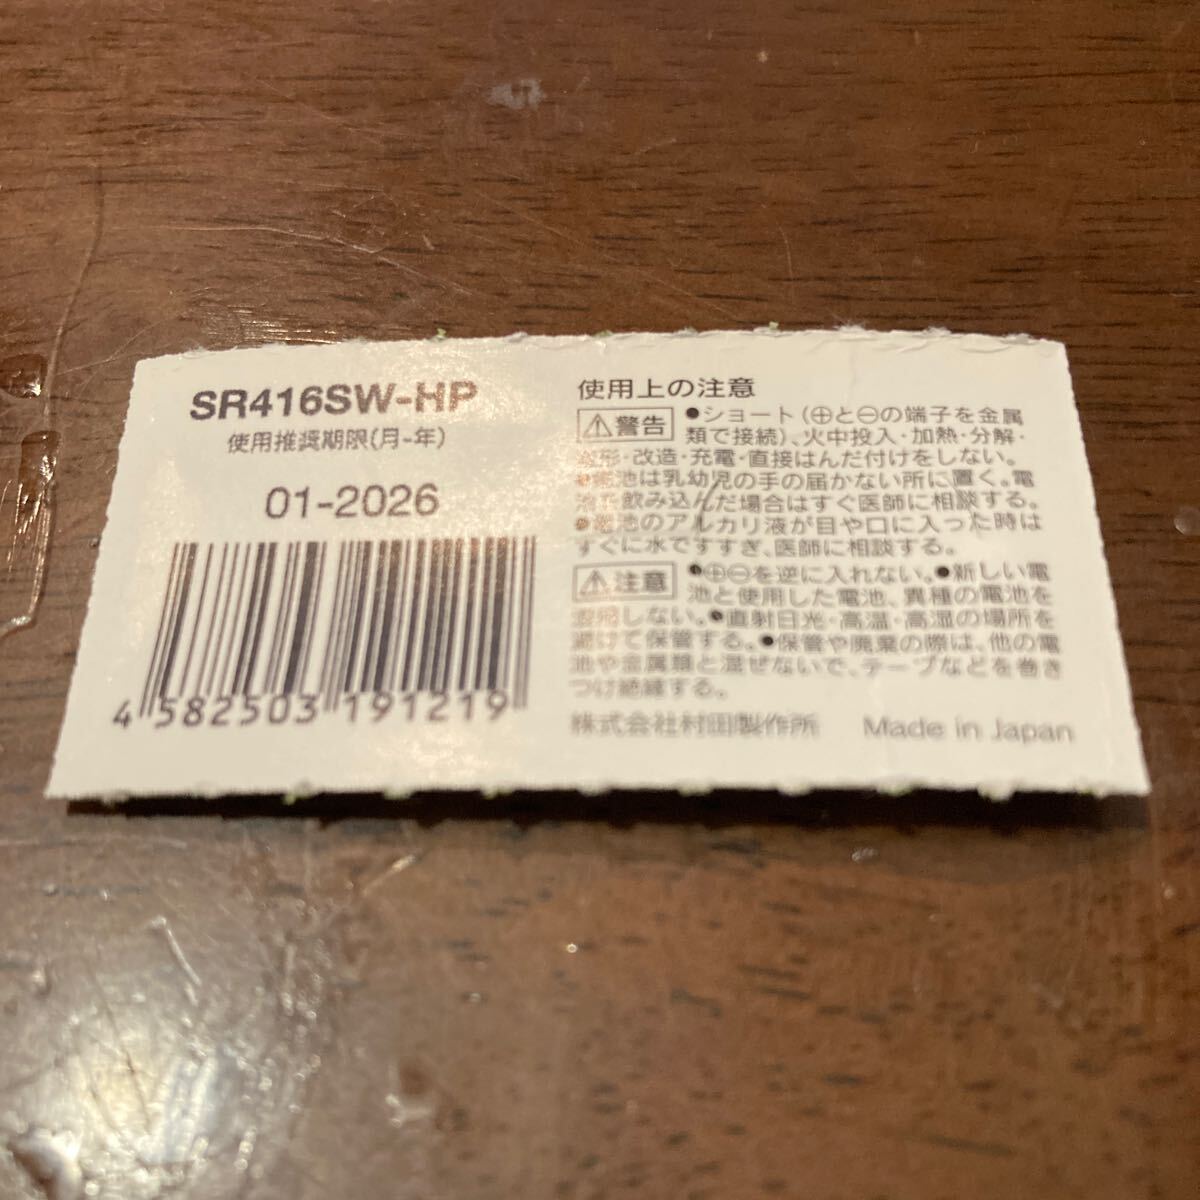 SR416SW-HP
使用推奨期限(月-年)
01-2026
4 582503 191219
使用上の注意
⚠警告 ●ショート(⊕と⊖の端子を金属
類で接続)、火中投入・加熱・分解・
変形・改造・充電・直接はんだ付けをしない。
●電池は乳幼児の手の届かない所に置く。電
池を飲み込んだ場合はすぐ医師に相談する。
●電池のアルカリ液が目や口に入った時は
すぐに水ですすぎ、医師に相談する。
⚠注意 ●⊕⊖を逆に入れない。●新しい電
池と使用した電池、異種の電池を
混用しない。●直射日光・高温・高湿の場所を
避けて保管する。●保管や廃棄の際は、他の電
池や金属類と混ぜないで、テープなどを巻き
つけ絶縁する。
株式会社村田製作所 Made in Japan